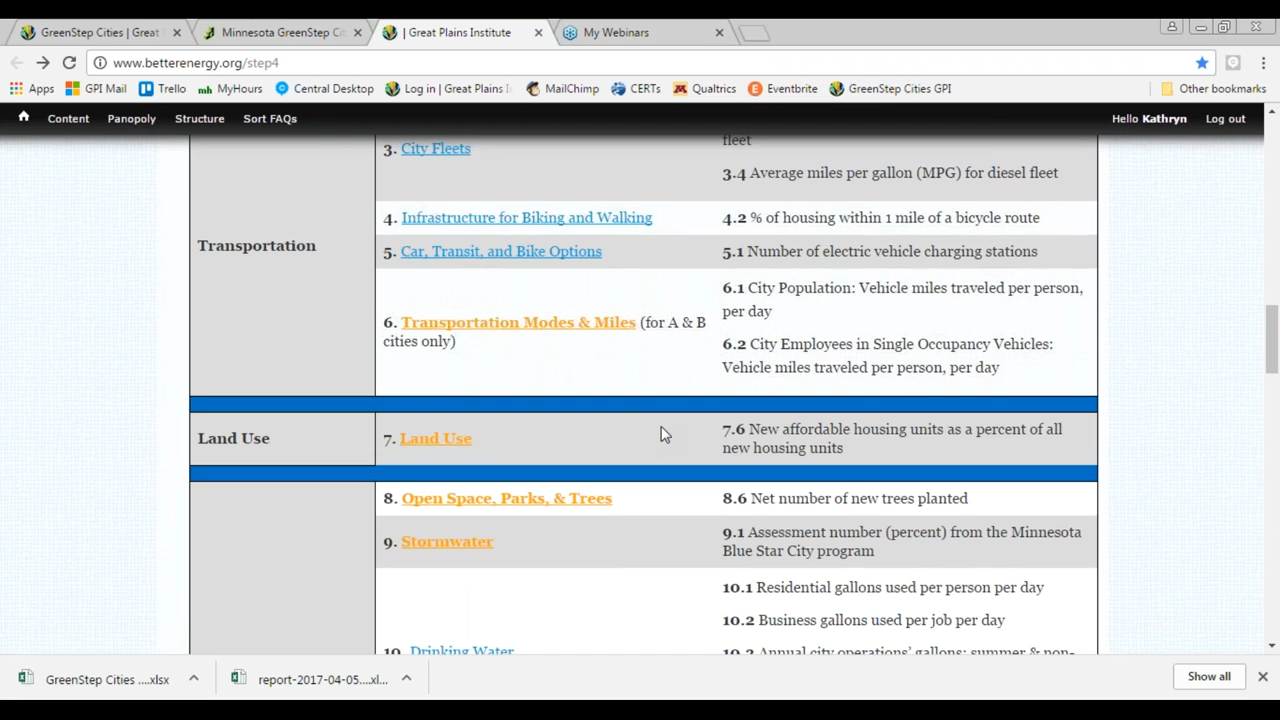 GreenStep Cities | Great
Minnesota GreenStep Cit
| Great Plains Institute
My Webinars
www.betterenergy.org/step4
Apps
GPI Mail
Trello
mh MyHours
Central Desktop
Log in | Great Plains I
MailChimp
CERTs
Qualtrics
Eventbrite
GreenStep Cities GPI
Other bookmarks
Content
Panopoly
Structure
Sort FAQs
Hello Kathryn
Log out
fleet
3. City Fleets
3.4 Average miles per gallon (MPG) for diesel fleet
Transportation
4. Infrastructure for Biking and Walking
4.2 % of housing within 1 mile of a bicycle route
5. Car, Transit, and Bike Options
5.1 Number of electric vehicle charging stations
6. Transportation Modes & Miles (for A & B
cities only)
6.1 City Population: Vehicle miles traveled per person,
per day
6.2 City Employees in Single Occupancy Vehicles:
Vehicle miles traveled per person, per day
Land Use
7. Land Use
7.6 New affordable housing units as a percent of all
new housing units
8. Open Space, Parks, & Trees
8.6 Net number of new trees planted
9. Stormwater
9.1 Assessment number (percent) from the Minnesota
Blue Star City program
10. Drinking Water
10.1 Residential gallons used per person per day
10.2 Business gallons used per job per day
10.3 Annual city operations' gallons: summer & non-
GreenStep Cities ....xlsx
report-2017-04-05....xl...
Show all